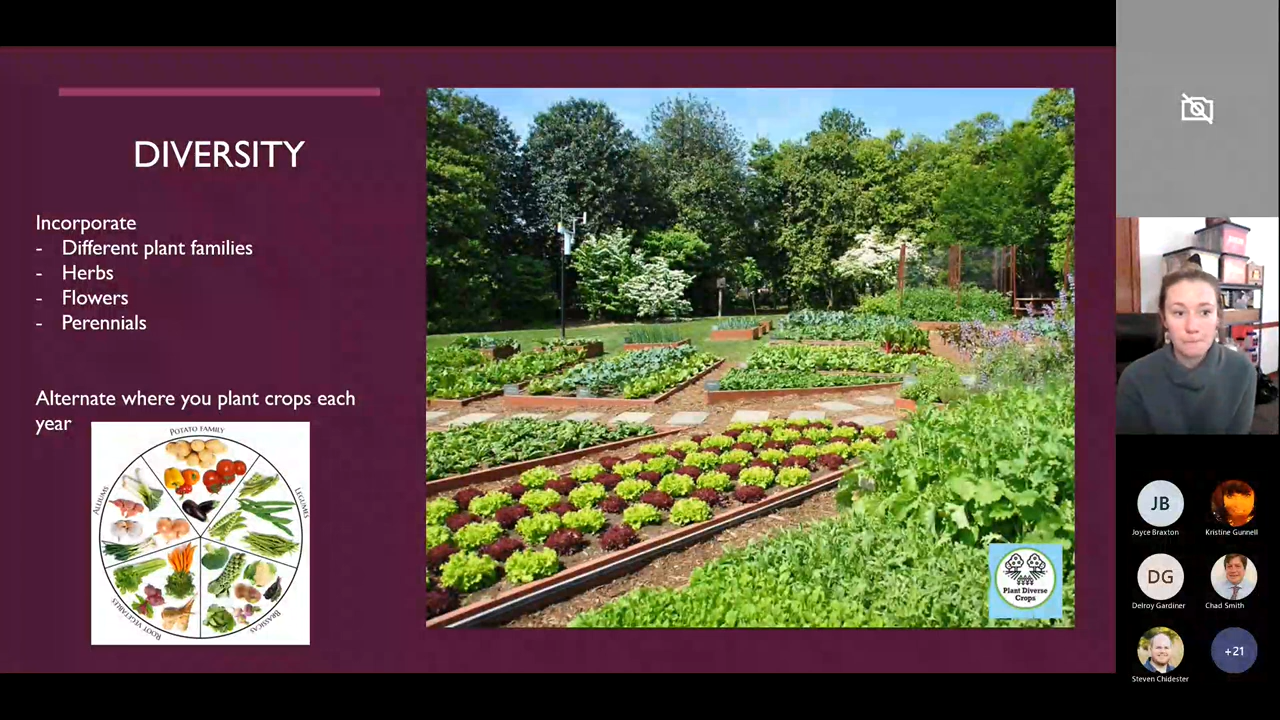 DIVERSITY
Incorporate
- Different plant families
- Herbs
- Flowers
- Perennials
Alternate where you plant crops each
year
POTATO FAMILY
LEGUMES
BRASSICAS
ROOT VEGETABLES
ALLIUMS
Plant Diverse
Crops
JB
Joyce Braxton
Kristine Gunnell
DG
Delroy Gardiner
Chad Smith
Steven Chidester
+21